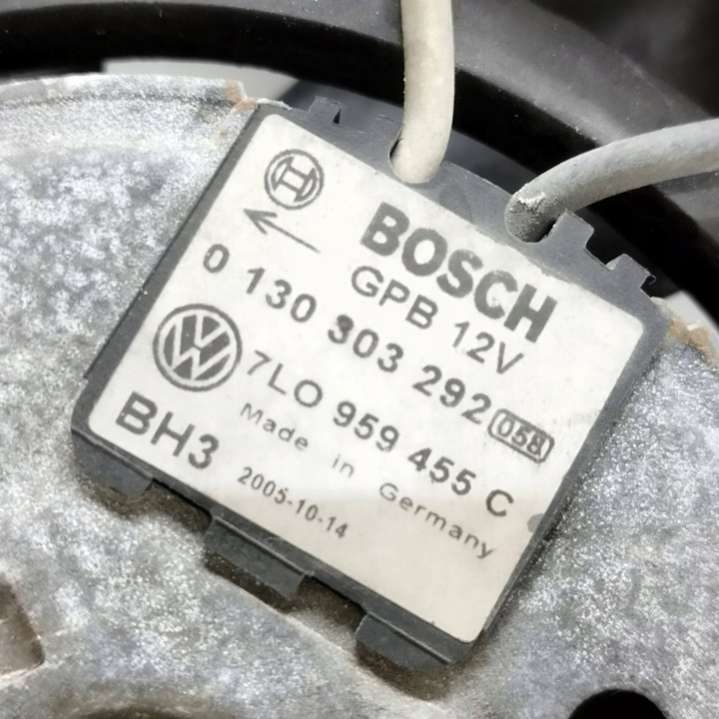 BOSCH
GPB 12V
0 130 303 292 058
7L0 959 455 C
Made in Germany
BH3
2005-10-14